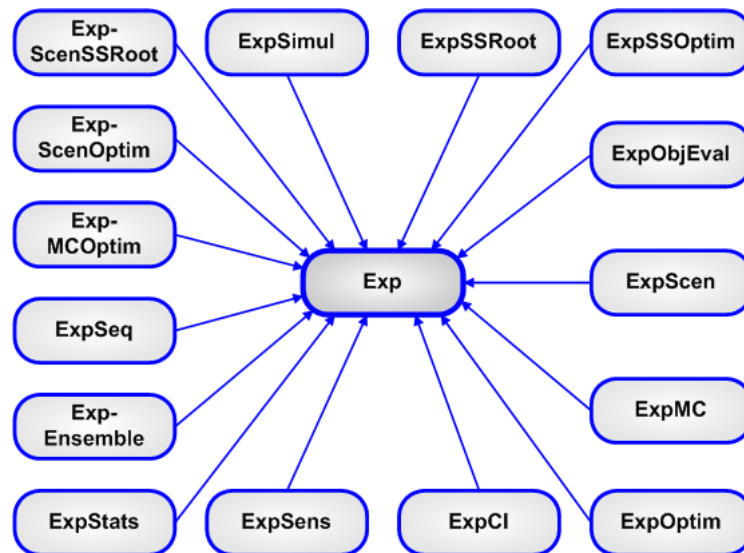 Exp-
ScenSSRoot
ExpSimul
ExpSSRoot
ExpSSOptim
Exp-
ScenOptim
ExpObjEval
Exp-
MCOptim
Exp
ExpScen
ExpSeq
Exp-
Ensemble
ExpMC
ExpStats
ExpSens
ExpCI
ExpOptim